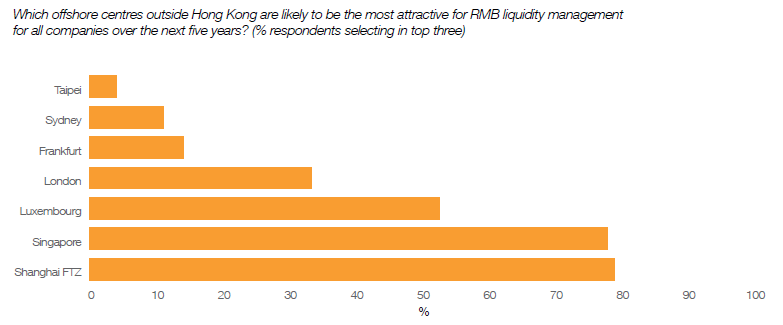 Which offshore centres outside Hong Kong are likely to be the most attractive for RMB liquidity management
for all companies over the next five years? (% respondents selecting in top three)
Taipei
Sydney
Frankfurt
London
Luxembourg
Singapore
Shanghai FTZ
0 10 20 30 40 50 60 70 80 90 100
%